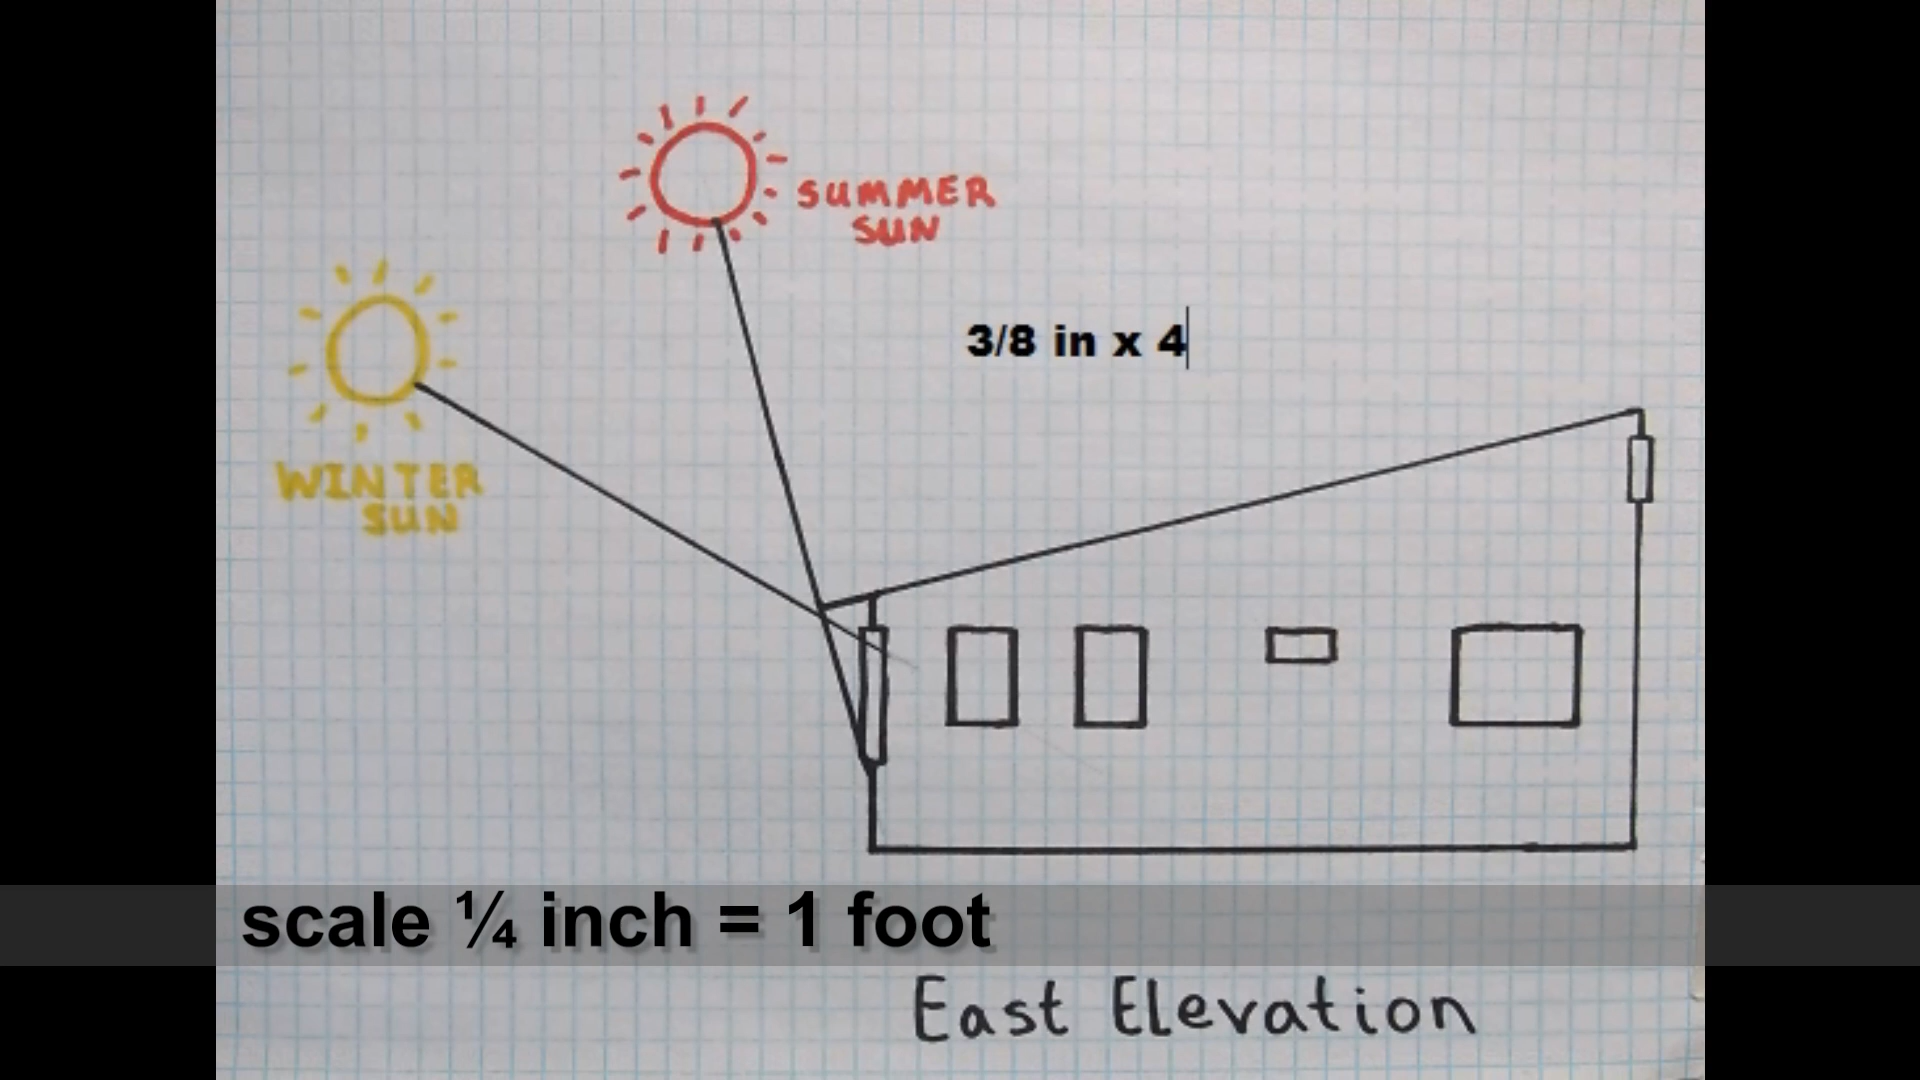 SUMMER
SUN
3/8 in x 4
WINTER
SUN
scale ¼ inch = 1 foot
East Elevation